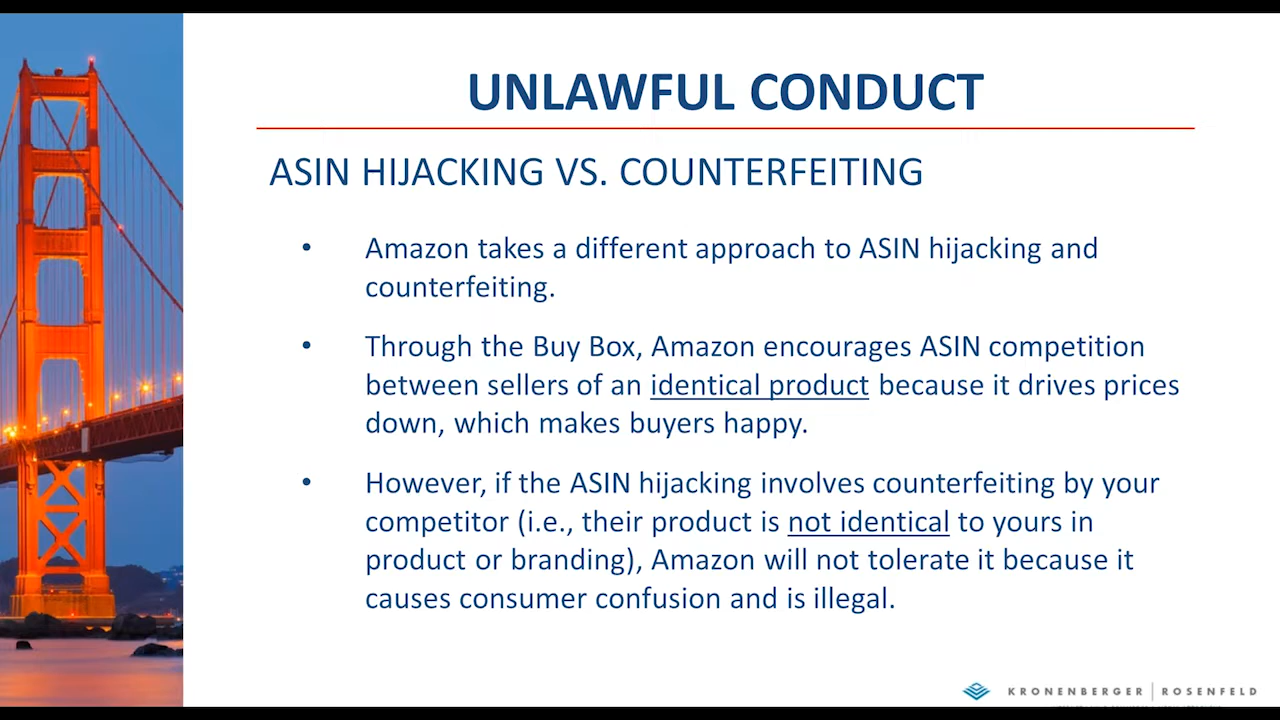 UNLAWFUL CONDUCT
ASIN HIJACKING VS. COUNTERFEITING
• Amazon takes a different approach to ASIN hijacking and
counterfeiting.
• Through the Buy Box, Amazon encourages ASIN competition
between sellers of an identical product because it drives prices
down, which makes buyers happy.
• However, if the ASIN hijacking involves counterfeiting by your
competitor (i.e., their product is not identical to yours in
product or branding), Amazon will not tolerate it because it
causes consumer confusion and is illegal.
KRONENBERGER | ROSENFELD